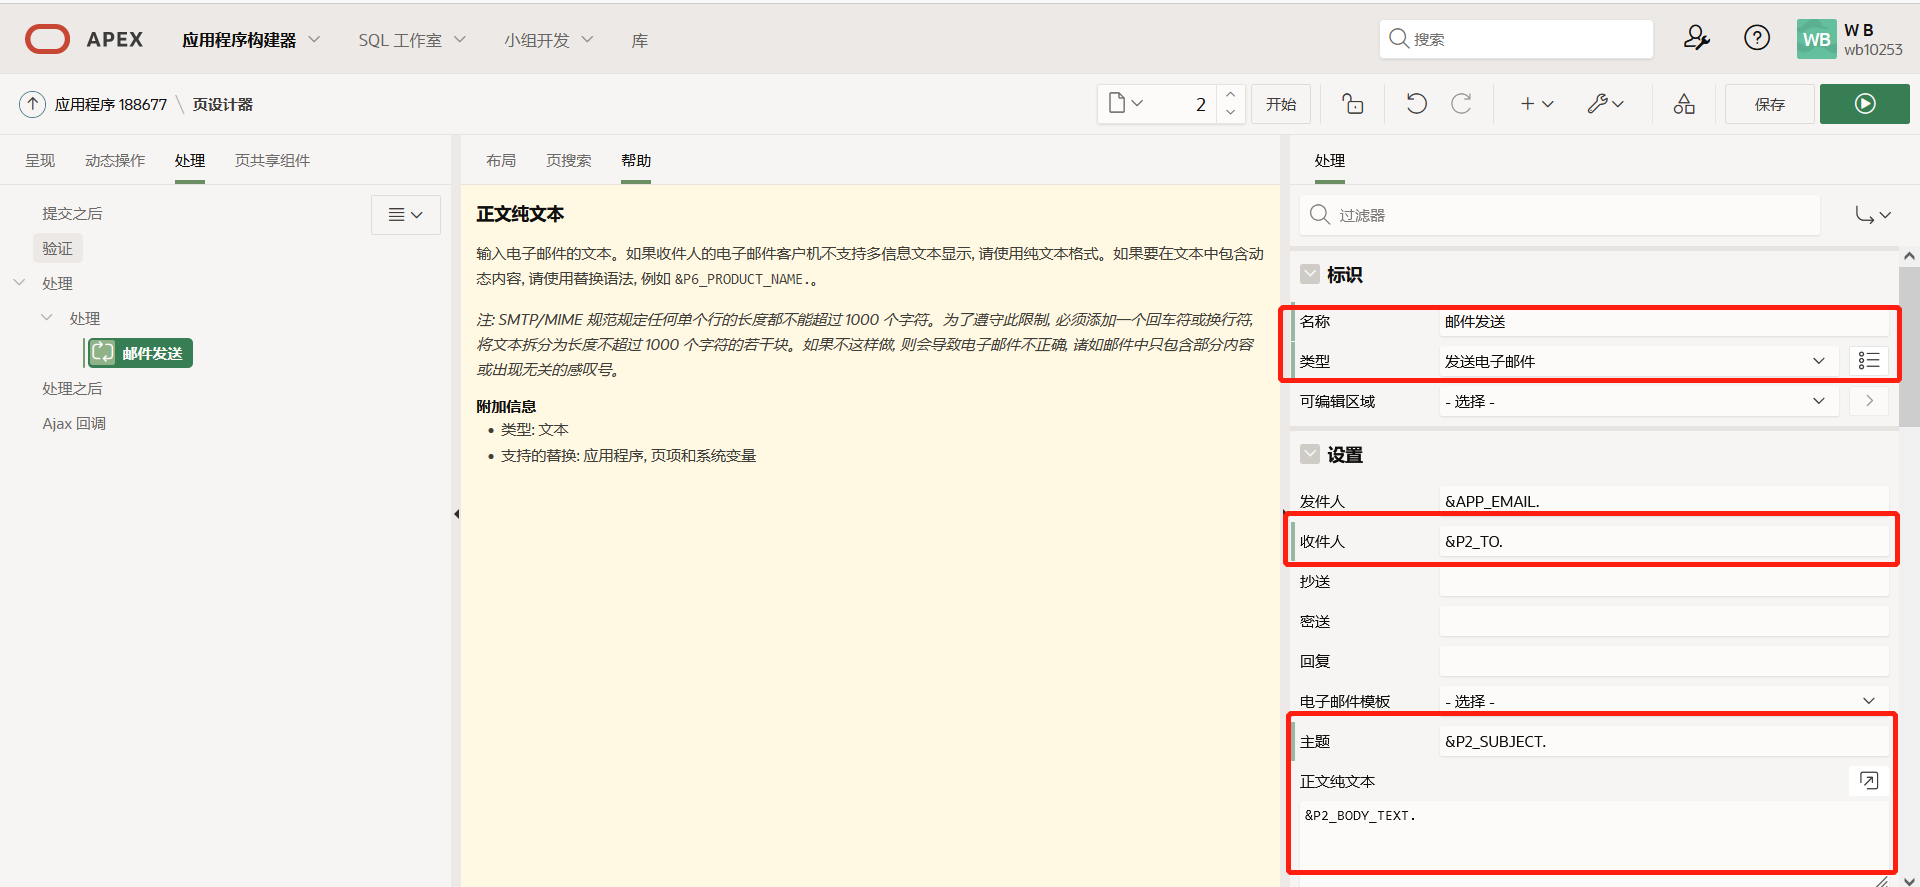 APEX
应用程序构建器
SQL 工作室
小组开发
库
搜索
WB
W B
wb10253
应用程序 188677 \ 页设计器
2
开始
保存
呈现
动态操作
处理
页共享组件
提交之后
验证
处理
处理
邮件发送
处理之后
Ajax 回调
布局
页搜索
帮助
正文纯文本
输入电子邮件的文本。如果收件人的电子邮件客户机不支持多信息文本显示, 请使用纯文本格式。如果要在文本中包含动
态内容, 请使用替换语法, 例如 &P6_PRODUCT_NAME.。
注: SMTP/MIME 规范规定任何单个行的长度都不能超过 1000 个字符。为了遵守此限制, 必须添加一个回车符或换行符,
将文本拆分为长度不超过 1000 个字符的若干块。如果不这样做, 则会导致电子邮件不正确, 诸如邮件中只包含部分内容
或出现无关的感叹号。
附加信息
• 类型: 文本
• 支持的替换: 应用程序, 页项和系统变量
处理
过滤器
标识
名称 邮件发送
类型 发送电子邮件
可编辑区域 - 选择 -
设置
发件人 &APP_EMAIL.
收件人 &P2_TO.
抄送
密送
回复
电子邮件模板 - 选择 -
主题 &P2_SUBJECT.
正文纯文本
&P2_BODY_TEXT.